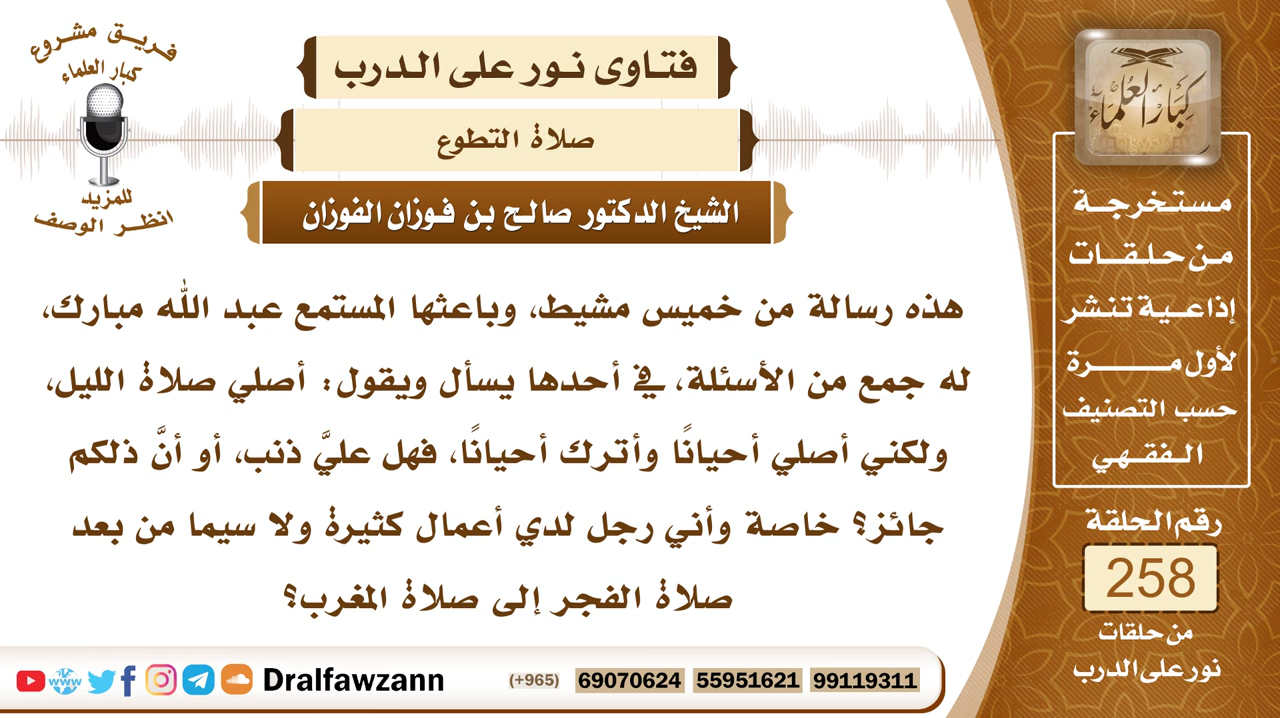 فريق مشروع
كبار العلماء
للمزيد
انظر الوصف
فتاوى نور على الدرب
صلاة التطوع
الشيخ الدكتور صالح بن فوزان الفوزان
هذه رسالة من خميس مشيط، وباعثها المستمع عبد الله مبارك،
له جمع من الأسئلة، في أحدها يسأل ويقول: أصلي صلاة الليل،
ولكني أصلي أحيانًا وأترك أحيانًا، فهل عليَّ ذنب، أو أنَّ ذلكم
جائز؟ خاصة وأني رجل لدي أعمال كثيرة ولا سيما من بعد
صلاة الفجر إلى صلاة المغرب؟
كِبَارُ العُلَمَاءِ
مستخرجة
من حلقات
إذاعية تنشر
لأول مرة
حسب التصنيف
الفقهي
رقم الحلقة
258
من حلقات
نور على الدرب
www Dralfawzann (+965) 69070624 55951621 99119311